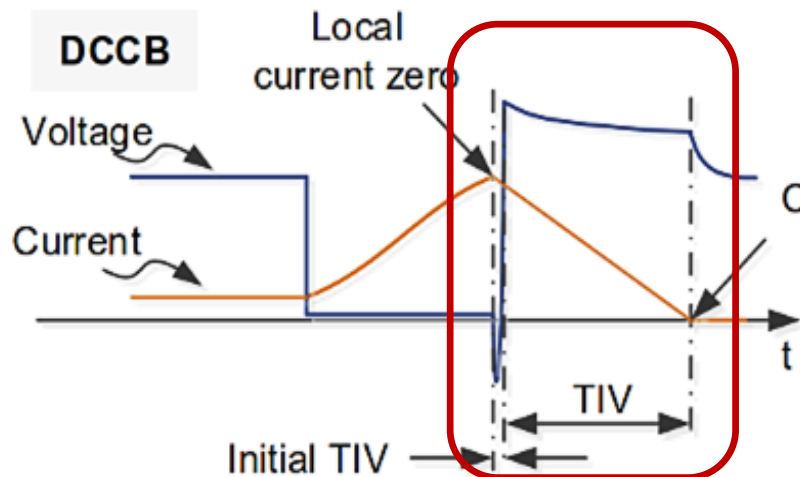 DCCB
Local
current zero
Voltage
Current
C
t
TIV
Initial TIV